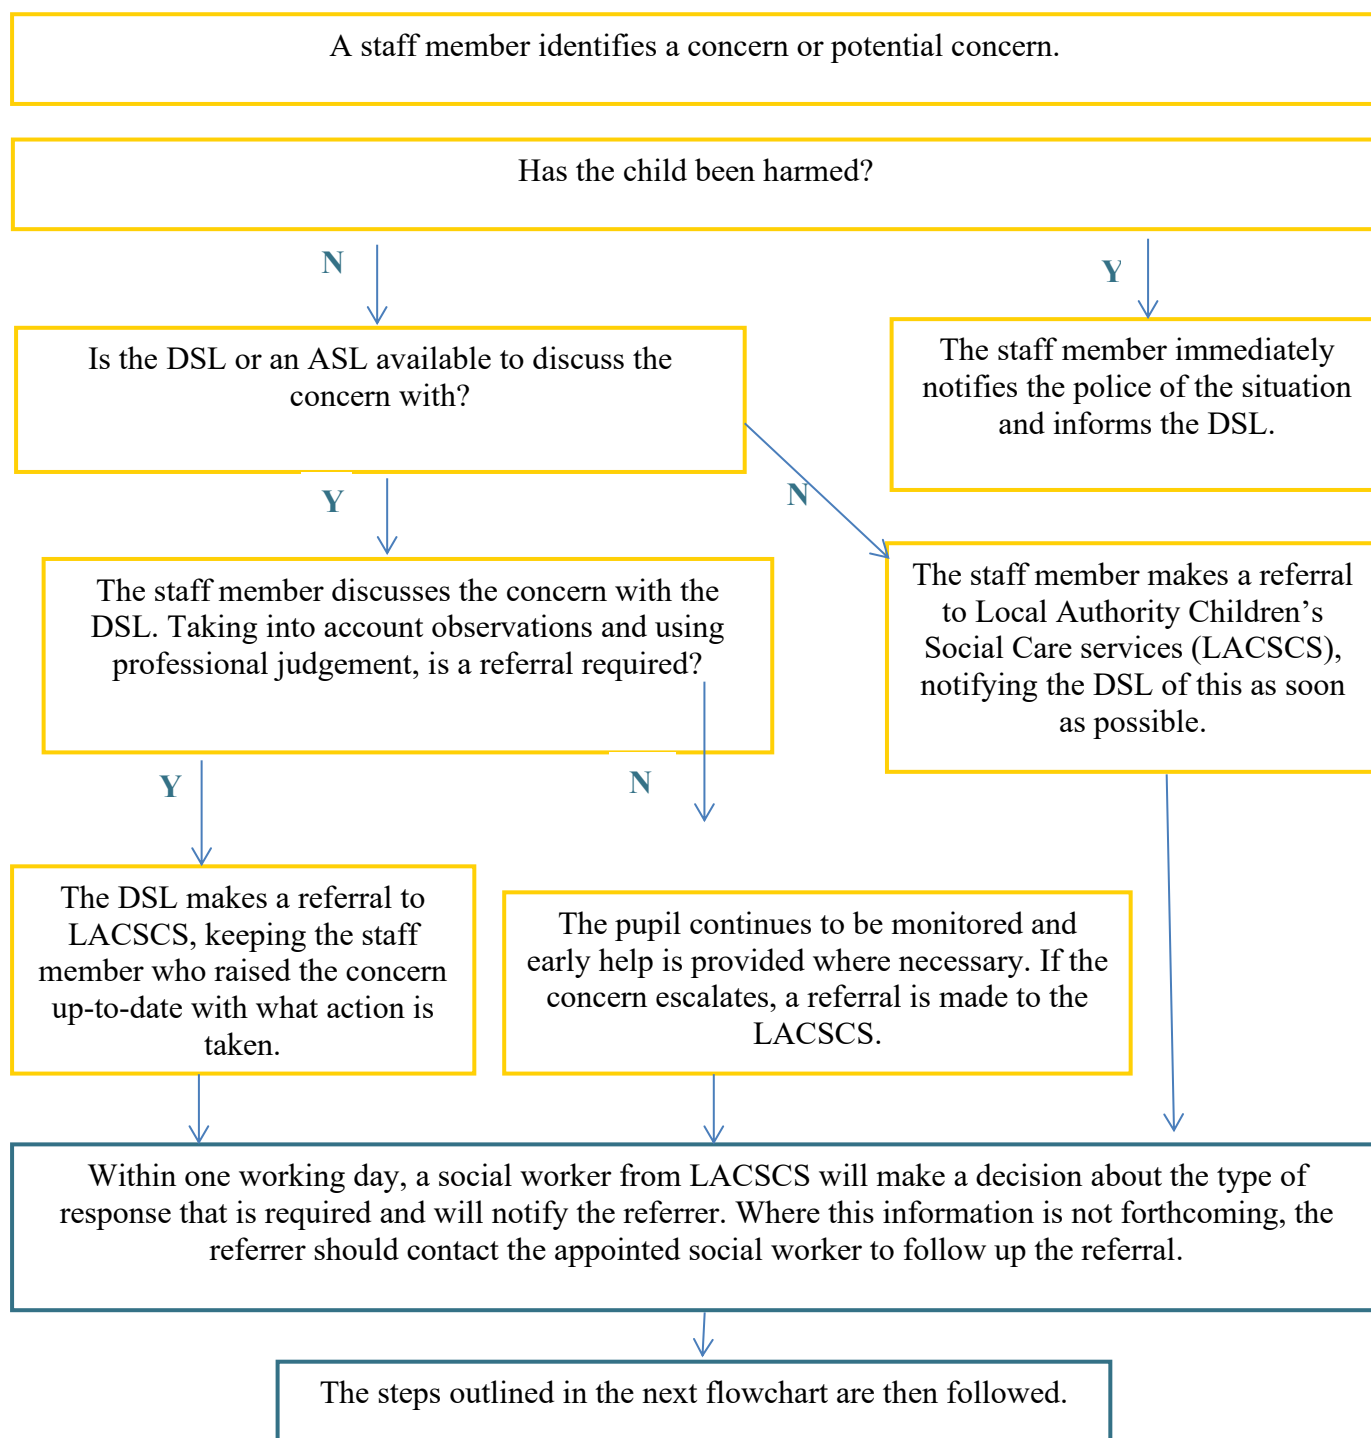 A staff member identifies a concern or potential concern.
Has the child been harmed?
N
Y
Is the DSL or an ASL available to discuss the
concern with?
The staff member immediately
notifies the police of the situation
and informs the DSL.
Y
N
The staff member discusses the concern with the
DSL. Taking into account observations and using
professional judgement, is a referral required?
The staff member makes a referral
to Local Authority Children’s
Social Care services (LACSCS),
notifying the DSL of this as soon
as possible.
Y
N
The DSL makes a referral to
LACSCS, keeping the staff
member who raised the concern
up-to-date with what action is
taken.
The pupil continues to be monitored and
early help is provided where necessary. If the
concern escalates, a referral is made to the
LACSCS.
Within one working day, a social worker from LACSCS will make a decision about the type of
response that is required and will notify the referrer. Where this information is not forthcoming, the
referrer should contact the appointed social worker to follow up the referral.
The steps outlined in the next flowchart are then followed.